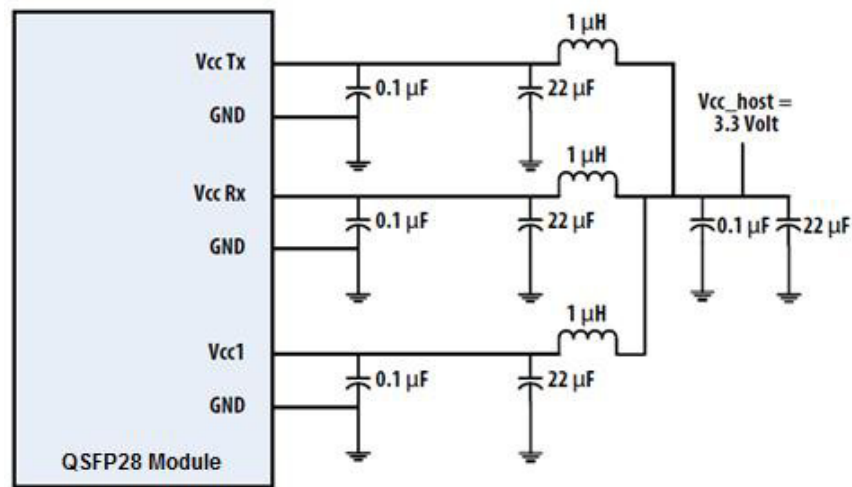 1 µH
Vcc Tx
0.1 µF
22 µF
GND
Vcc_host =
3.3 Volt
1 µH
Vcc Rx
0.1 µF
22 µF
0.1 µF
22 µF
GND
1 µH
Vcc1
0.1 µF
22 µF
GND
QSFP28 Module